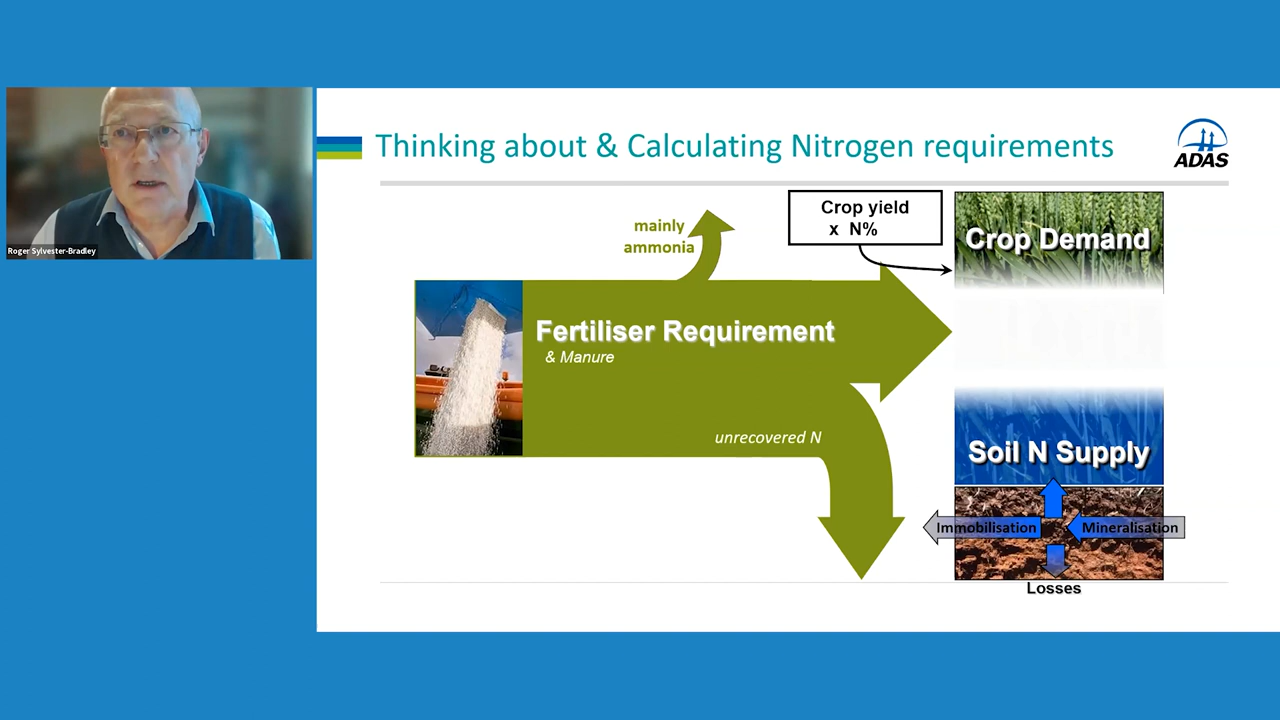 Roger Sylvester-Bradley
Thinking about & Calculating Nitrogen requirements
ADAS
mainly
ammonia
Crop yield
x N%
Crop Demand
Fertiliser Requirement
& Manure
unrecovered N
Soil N Supply
Immobilisation
Mineralisation
Losses